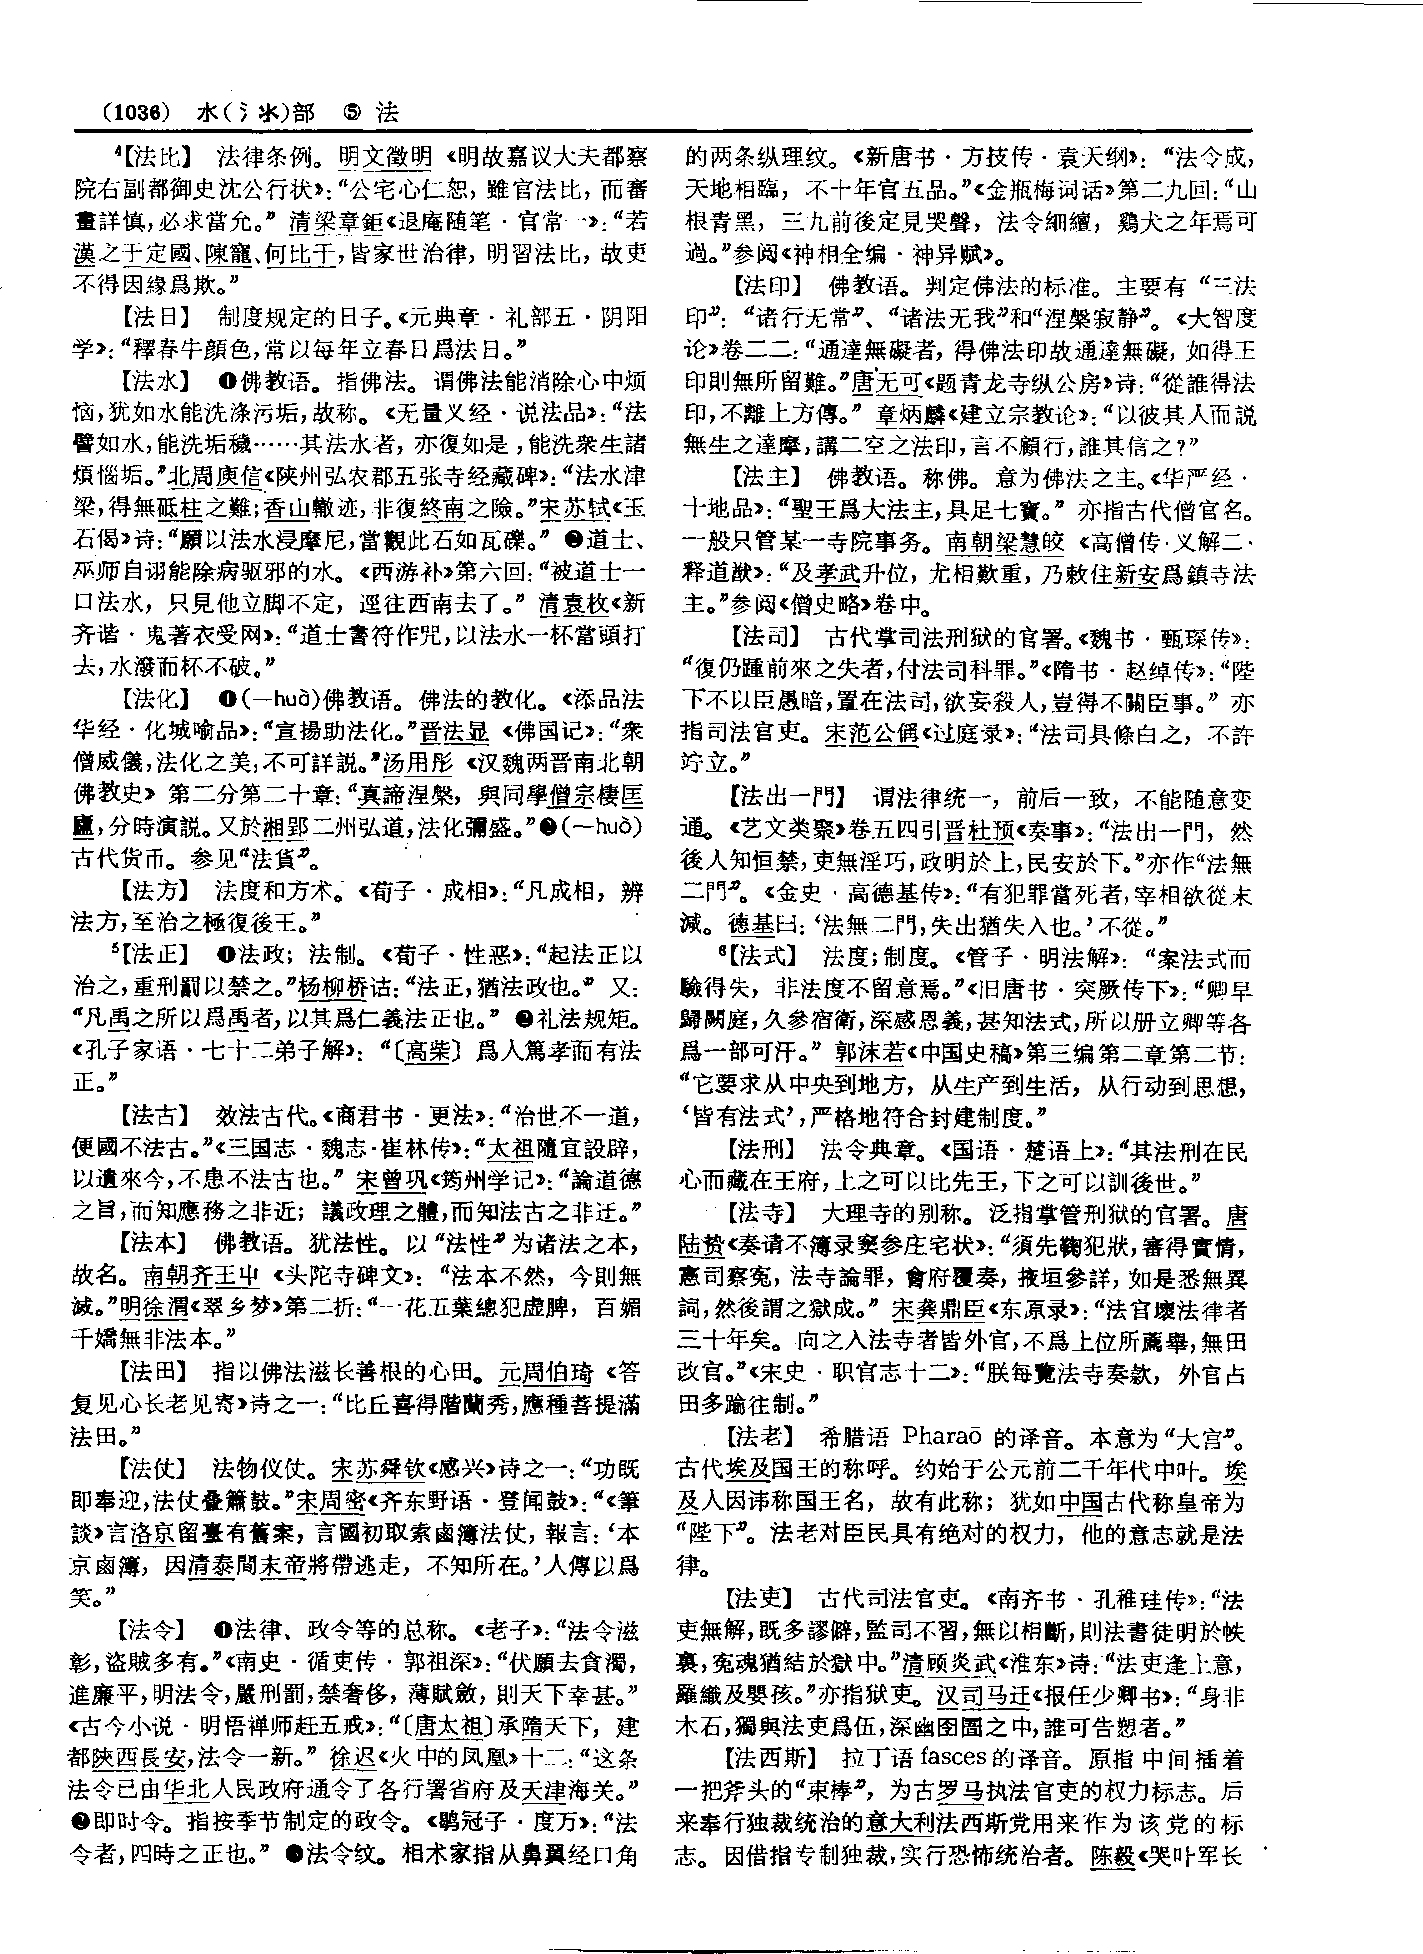 (1036) 水(氵氺)部 ⑤ 法
⁴【法比】 法律条例。明文徵明《明故嘉议大夫都察
院右副都御史沈公行状》：“公宅心仁恕，雖官法比，而審
畫詳慎，必求當允。” 清梁章鉅《退庵随笔·官常一》：“若
漢之于定國、陳寵、何比于，皆家世治律，明習法比，故吏
不得因緣爲欺。”
【法日】 制度规定的日子。《元典章·礼部五·阴阳
学》：“釋春牛顔色，常以每年立春日爲法日。”
【法水】 ❶佛教语。指佛法。谓佛法能消除心中烦
恼，犹如水能洗涤污垢，故称。《无量义经·说法品》：“法
譬如水，能洗垢穢……其法水者，亦復如是，能洗衆生諸
煩惱垢。”北周庾信《陕州弘农郡五张寺经藏碑》：“法水津
梁，得無砥柱之難；香山轍迹，非復終南之險。”宋苏轼《玉
石偈》诗：“願以法水浸摩尼，當觀此石如瓦礫。” ❷道士、
巫师自诩能除病驱邪的水。《西游补》第六回：“被道士一
口法水，只見他立脚不定，逕往西南去了。” 清袁枚《新
齐谐·鬼著衣受网》：“道士書符作咒，以法水一杯當頭打
去，水潑而杯不破。”
【法化】 ❶(—huà)佛教语。佛法的教化。《添品法
华经·化城喻品》：“宣揚助法化。”晋法显《佛国记》：“衆
僧威儀，法化之美，不可詳説。”汤用彤《汉魏两晋南北朝
佛教史》第二分第二十章：“真諦涅槃，與同學僧宗棲匡
廬，分時演説。又於湘郢二州弘道，法化彌盛。”❷(—huò)
古代货币。参见“法貨”。
【法方】 法度和方术。《荀子·成相》：“凡成相，辨
法方，至治之極復後王。”
⁵【法正】 ❶法政；法制。《荀子·性恶》：“起法正以
治之，重刑罰以禁之。”杨柳桥诂：“法正，猶法政也。” 又：
“凡禹之所以爲禹者，以其爲仁義法正也。” ❷礼法规矩。
《孔子家语·七十二弟子解》：“〔高柴〕爲人篤孝而有法
正。”
【法古】 效法古代。《商君书·更法》：“治世不一道，
便國不法古。”《三国志·魏志·崔林传》：“太祖隨宜設辟，
以遺來今，不患不法古也。” 宋曾巩《筠州学记》：“論道德
之旨，而知應務之非近；議政理之體，而知法古之非迂。”
【法本】 佛教语。犹法性。以“法性”为诸法之本，
故名。南朝齐王屮《头陀寺碑文》：“法本不然，今則無
滅。”明徐渭《翠乡梦》第二折：“一花五葉總犯虚脾，百媚
千嬌無非法本。”
【法田】 指以佛法滋长善根的心田。元周伯琦《答
复见心长老见寄》诗之一：“比丘喜得階蘭秀，應種菩提滿
法田。”
【法仗】 法物仪仗。宋苏舜钦《感兴》诗之一：“功既
即奉迎，法仗叠簫鼓。”宋周密《齐东野语·登闻鼓》：“《筆
談》言洛京留臺有舊案，言國初取索鹵簿法仗，報言：‘本
京鹵簿，因清泰間末帝將帶逃走，不知所在。’人傳以爲
笑。”
【法令】 ❶法律、政令等的总称。《老子》：“法令滋
彰，盗賊多有。”《南史·循吏传·郭祖深》：“伏願去貪濁，
進廉平，明法令，嚴刑罰，禁奢侈，薄賦斂，則天下幸甚。”
《古今小说·明悟禅师赶五戒》：“〔唐太祖〕承隋天下，建
都陝西長安，法令一新。” 徐迟《火中的凤凰》十二：“这条
法令已由华北人民政府通令了各行署省府及天津海关。”
❷即时令。指按季节制定的政令。《鹖冠子·度万》：“法
令者，四時之正也。” ❸法令纹。相术家指从鼻翼经口角
的两条纵理纹。《新唐书·方技传·袁天纲》：“法令成，
天地相臨，不十年官五品。”《金瓶梅词话》第二九回：“山
根青黑，三九前後定見哭聲，法令細繵，鷄犬之年焉可
過。”参阅《神相全编·神异赋》。
【法印】 佛教语。判定佛法的标准。主要有“三法
印”：“诸行无常”、“诸法无我”和“涅槃寂静”。《大智度
论》卷二二：“通達無礙者，得佛法印故通達無礙，如得王
印則無所留難。”唐无可《题青龙寺纵公房》诗：“從誰得法
印，不離上方傳。” 章炳麟《建立宗教论》：“以彼其人而説
無生之達摩，講二空之法印，言不顧行，誰其信之？”
【法主】 佛教语。称佛。意为佛法之主。《华严经·
十地品》：“聖王爲大法主，具足七寶。” 亦指古代僧官名。
一般只管某一寺院事务。南朝梁慧皎《高僧传·义解二·
释道猷》：“及孝武升位，尤相歎重，乃敕住新安爲鎮寺法
主。”参阅《僧史略》卷中。
【法司】 古代掌司法刑狱的官署。《魏书·甄琛传》：
“復仍踵前來之失者，付法司科罪。”《隋书·赵绰传》：“陛
下不以臣愚暗，置在法司，欲妄殺人，豈得不關臣事。” 亦
指司法官吏。宋范公偁《过庭录》：“法司具條白之，不許
竚立。”
【法出一門】 谓法律统一，前后一致，不能随意变
通。《艺文类聚》卷五四引晋杜预《奏事》：“法出一門，然
後人知恒禁，吏無淫巧，政明於上，民安於下。”亦作“法無
二門”。《金史·高德基传》：“有犯罪當死者，宰相欲從末
減。德基曰：‘法無二門，失出猶失入也。’不從。”
⁶【法式】 法度；制度。《管子·明法解》：“案法式而
驗得失，非法度不留意焉。”《旧唐书·突厥传下》：“卿早
歸闕庭，久參宿衛，深感恩義，甚知法式，所以册立卿等各
爲一部可汗。” 郭沫若《中国史稿》第三编第二章第二节：
“它要求从中央到地方，从生产到生活，从行动到思想，
‘皆有法式’，严格地符合封建制度。”
【法刑】 法令典章。《国语·楚语上》：“其法刑在民
心而藏在王府，上之可以比先王，下之可以訓後世。”
【法寺】 大理寺的别称。泛指掌管刑狱的官署。唐
陆贽《奏请不簿录窦参庄宅状》：“須先鞫犯狀，審得實情，
憲司察冤，法寺論罪，會府覆奏，掖垣參詳，如是悉無異
詞，然後謂之獄成。” 宋龚鼎臣《东原录》：“法官壞法律者
三十年矣。向之入法寺者皆外官，不爲上位所薦舉，無田
改官。”《宋史·职官志十二》：“朕每覽法寺奏款，外官占
田多踰往制。”
【法老】 希腊语 Pharaō 的译音。本意为“大宫”。
古代埃及国王的称呼。约始于公元前二千年代中叶。埃
及人因讳称国王名，故有此称；犹如中国古代称皇帝为
“陛下”。法老对臣民具有绝对的权力，他的意志就是法
律。
【法吏】 古代司法官吏。《南齐书·孔稚珪传》：“法
吏無解，既多謬僻，監司不習，無以相斷，則法書徒明於帙
裏，冤魂猶結於獄中。”清顾炎武《淮东》诗：“法吏逢上意，
羅織及嬰孩。”亦指狱吏。汉司马迁《报任少卿书》：“身非
木石，獨與法吏爲伍，深幽囹圄之中，誰可告愬者。”
【法西斯】 拉丁语 fasces 的译音。原指中间插着
一把斧头的“束棒”，为古罗马执法官吏的权力标志。后
来奉行独裁统治的意大利法西斯党用来作为该党的标
志。因借指专制独裁，实行恐怖统治者。陈毅《哭叶军长